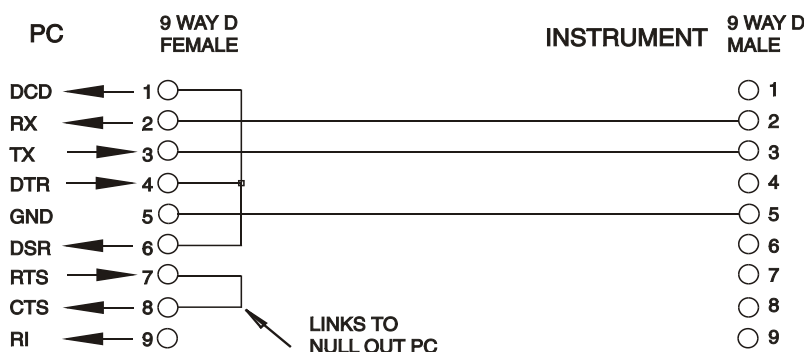 PC
9 WAY D
FEMALE
INSTRUMENT
9 WAY D
MALE
DCD 1 1
RX 2 2
TX 3 3
DTR 4 4
GND 5 5
DSR 6 6
RTS 7 7
CTS 8 8
RI 9 9
LINKS TO
NULL OUT PC